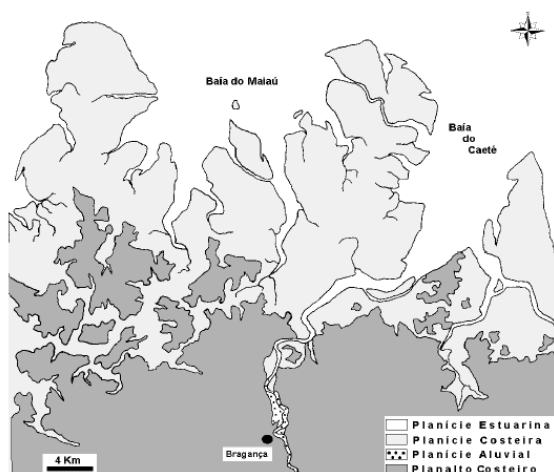 Baía do Maiaú
Baía
do
Caeté
Planície Estuarina
Planície Costeira
Planície Aluvial
Planalto Costeiro
Bragança
4 Km